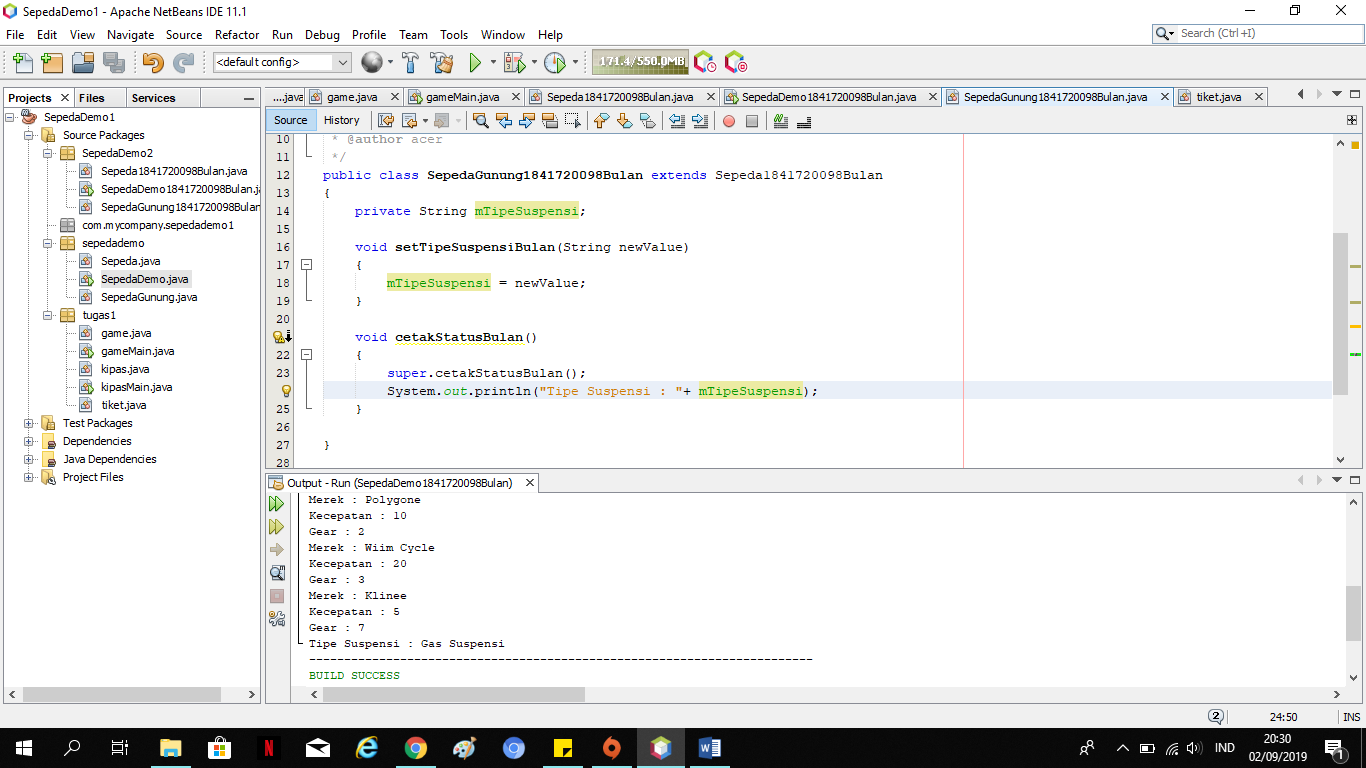 SepedaDemo1 - Apache NetBeans IDE 11.1
File Edit View Navigate Source Refactor Run Debug Profile Team Tools Window Help
Search (Ctrl+I)
<default config>
171.4/550.0MB
Projects Files Services
SepedaDemo1
Source Packages
SepedaDemo2
Sepeda1841720098Bulan.java
SepedaDemo1841720098Bulan.ja
SepedaGunung1841720098Bulan
com.mycompany.sepedademo1
sepedademo
Sepeda.java
SepedaDemo.java
SepedaGunung.java
tugas1
game.java
gameMain.java
kipas.java
kipasMain.java
tiket.java
Test Packages
Dependencies
Java Dependencies
Project Files
....java game.java gameMain.java Sepeda1841720098Bulan.java SepedaDemo1841720098Bulan.java SepedaGunung1841720098Bulan.java tiket.java
Source History
10 * @author acer
11 */
12 public class SepedaGunung1841720098Bulan extends Sepeda1841720098Bulan
13 {
14 private String mTipeSuspensi;
15
16 void setTipeSuspensiBulan(String newValue)
17 {
18 mTipeSuspensi = newValue;
19 }
20
void cetakStatusBulan()
22 {
23 super.cetakStatusBulan();
System.out.println("Tipe Suspensi : "+ mTipeSuspensi);
25 }
26
27 }
28
Output - Run (SepedaDemo1841720098Bulan)
Merek : Polygone
Kecepatan : 10
Gear : 2
Merek : Wiim Cycle
Kecepatan : 20
Gear : 3
Merek : Klinee
Kecepatan : 5
Gear : 7
Tipe Suspensi : Gas Suspensi
------------------------------------------------------------------------
BUILD SUCCESS
2 24:50 INS
IND
20:30
02/09/2019
1